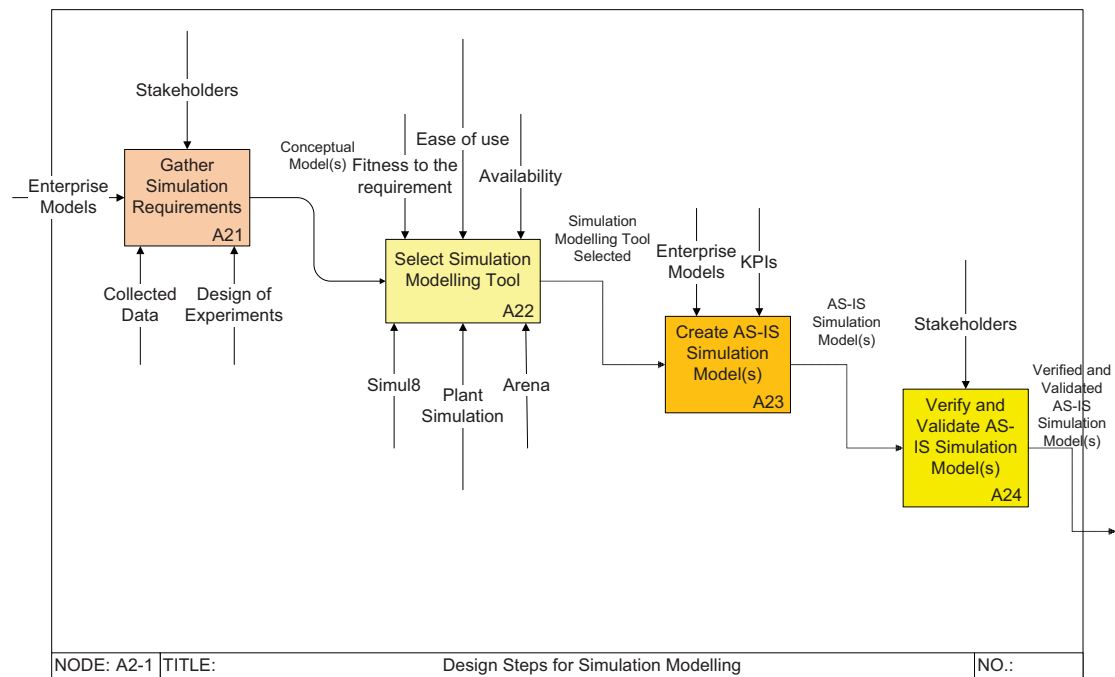 Stakeholders
Gather
Simulation
Requirements
A21
Enterprise
Models
Collected
Data
Design of
Experiments
Conceptual
Model(s)
Fitness to the
requirement
Ease of use
Availability
Select Simulation
Modelling Tool
A22
Simul8
Plant
Simulation
Arena
Simulation
Modelling Tool
Selected
Enterprise
Models
KPIs
Create AS-IS
Simulation
Model(s)
A23
AS-IS
Simulation
Model(s)
Stakeholders
Verify and
Validate AS-
IS Simulation
Model(s)
A24
Verified and
Validated
AS-IS
Simulation
Model(s)
NODE: A2-1 TITLE: Design Steps for Simulation Modelling NO.: